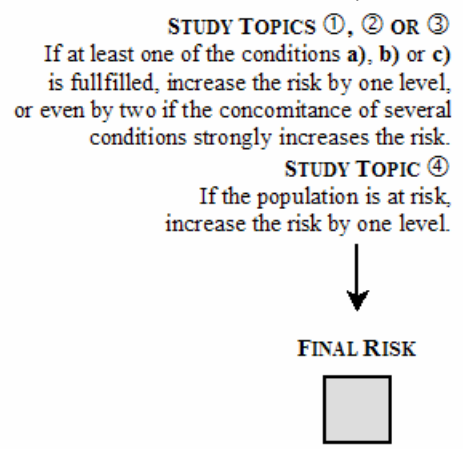 STUDY TOPICS ①, ② OR ③
If at least one of the conditions a), b) or c)
is fullfilled, increase the risk by one level,
or even by two if the concomitance of several
conditions strongly increases the risk.
STUDY TOPIC ④
If the population is at risk,
increase the risk by one level.
FINAL RISK